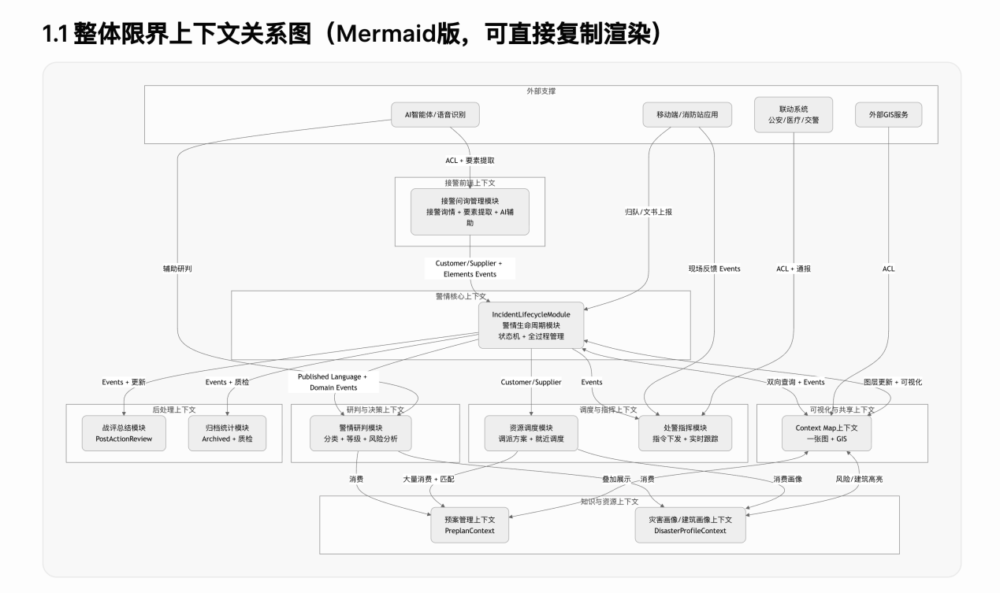 1.1 整体限界上下文关系图（Mermaid版，可直接复制渲染）
外部支撑
AI智能体/语音识别
移动端/消防站应用
联动系统
公安/医疗/交警
外部GIS服务
ACL + 要素提取
接警前端上下文
接警问询管理模块
接警询情 + 要素提取 + AI辅
助
归队/文书上报
辅助研判
Customer/Supplier +
Elements Events
现场反馈 Events
ACL + 通报
ACL
警情核心上下文
IncidentLifecycleModule
警情生命周期模块
状态机 + 全过程管理
Events + 更新
Events + 质检
Published Language +
Domain Events
Customer/Supplier
Events
双向查询 + Events
图层更新 + 可视化
后处理上下文
战评总结模块
PostActionReview
归档统计模块
Archived + 质检
研判与决策上下文
警情研判模块
分类 + 等级 + 风险分析
调度与指挥上下文
资源调度模块
调派方案 + 就近调度
处警指挥模块
指令下发 + 实时跟踪
可视化与共享上下文
Context Map上下文
一张图 + GIS
消费
大量消费 + 匹配
叠加展示
消费
消费画像
风险/建筑高亮
知识与资源上下文
预案管理上下文
PreplanContext
灾害画像/建筑画像上下文
DisasterProfileContext